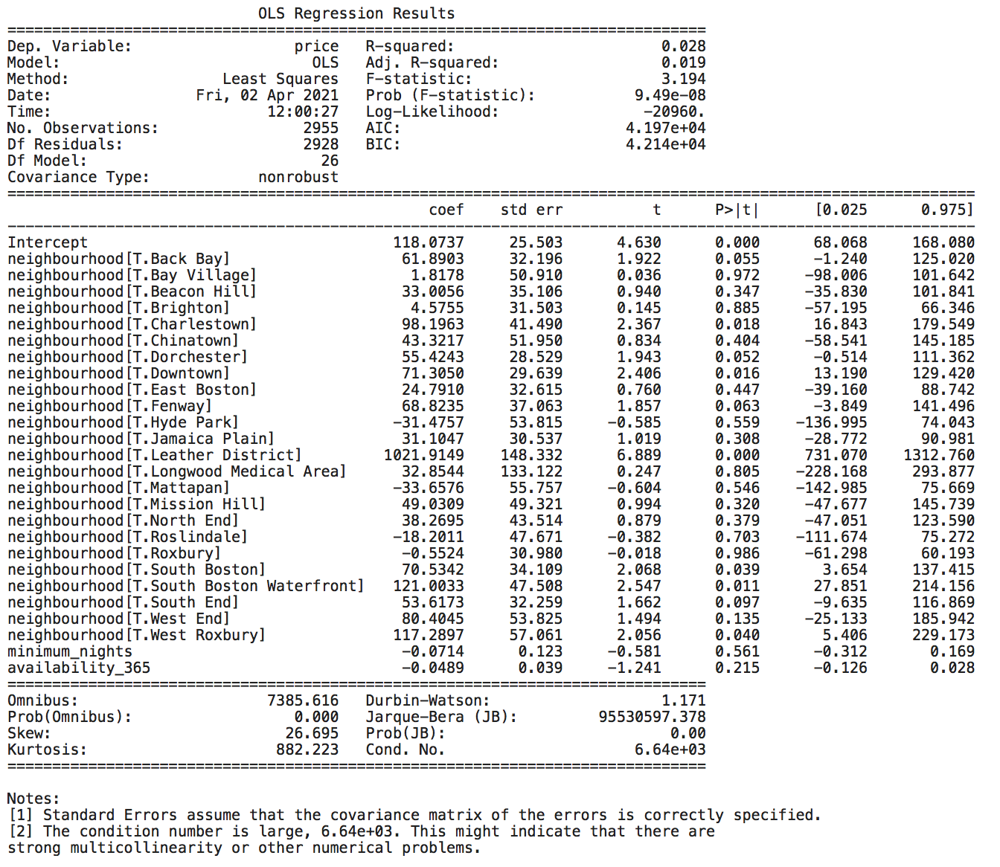 OLS Regression Results
==============================================================================
Dep. Variable:                  price   R-squared:                       0.028
Model:                            OLS   Adj. R-squared:                  0.019
Method:                 Least Squares   F-statistic:                     3.194
Date:                Fri, 02 Apr 2021   Prob (F-statistic):           9.49e-08
Time:                        12:00:27   Log-Likelihood:                -20960.
No. Observations:                2955   AIC:                         4.197e+04
Df Residuals:                    2928   BIC:                         4.214e+04
Df Model:                          26
Covariance Type:            nonrobust
============================================================================================================
coef    std err          t      P>|t|      [0.025      0.975]
------------------------------------------------------------------------------------------------------------
Intercept                                  118.0737     25.503      4.630      0.000      68.068     168.080
neighbourhood[T.Back Bay]                   61.8903     32.196      1.922      0.055      -1.240     125.020
neighbourhood[T.Bay Village]                 1.8178     50.910      0.036      0.972     -98.006     101.642
neighbourhood[T.Beacon Hill]                33.0056     35.106      0.940      0.347     -35.830     101.841
neighbourhood[T.Brighton]                    4.5755     31.503      0.145      0.885     -57.195      66.346
neighbourhood[T.Charlestown]                98.1963     41.490      2.367      0.018      16.843     179.549
neighbourhood[T.Chinatown]                  43.3217     51.950      0.834      0.404     -58.541     145.185
neighbourhood[T.Dorchester]                 55.4243     28.529      1.943      0.052      -0.514     111.362
neighbourhood[T.Downtown]                   71.3050     29.639      2.406      0.016      13.190     129.420
neighbourhood[T.East Boston]                24.7910     32.615      0.760      0.447     -39.160      88.742
neighbourhood[T.Fenway]                     68.8235     37.063      1.857      0.063      -3.849     141.496
neighbourhood[T.Hyde Park]                 -31.4757     53.815     -0.585      0.559    -136.995      74.043
neighbourhood[T.Jamaica Plain]              31.1047     30.537      1.019      0.308     -28.772      90.981
neighbourhood[T.Leather District]         1021.9149    148.332      6.889      0.000     731.070    1312.760
neighbourhood[T.Longwood Medical Area]      32.8544    133.122      0.247      0.805    -228.168     293.877
neighbourhood[T.Mattapan]                  -33.6576     55.757     -0.604      0.546    -142.985      75.669
neighbourhood[T.Mission Hill]               49.0309     49.321      0.994      0.320     -47.677     145.739
neighbourhood[T.North End]                  38.2695     43.514      0.879      0.379     -47.051     123.590
neighbourhood[T.Roslindale]                -18.2011     47.671     -0.382      0.703    -111.674      75.272
neighbourhood[T.Roxbury]                    -0.5524     30.980     -0.018      0.986     -61.298      60.193
neighbourhood[T.South Boston]               70.5342     34.109      2.068      0.039       3.654     137.415
neighbourhood[T.South Boston Waterfront]   121.0033     47.508      2.547      0.011      27.851     214.156
neighbourhood[T.South End]                  53.6173     32.259      1.662      0.097      -9.635     116.869
neighbourhood[T.West End]                   80.4045     53.825      1.494      0.135     -25.133     185.942
neighbourhood[T.West Roxbury]              117.2897     57.061      2.056      0.040       5.406     229.173
minimum_nights                              -0.0714      0.123     -0.581      0.561      -0.312       0.169
availability_365                            -0.0489      0.039     -1.241      0.215      -0.126       0.028
==============================================================================
Omnibus:                     7385.616   Durbin-Watson:                   1.171
Prob(Omnibus):                  0.000   Jarque-Bera (JB):         95530597.378
Skew:                          26.695   Prob(JB):                         0.00
Kurtosis:                     882.223   Cond. No.                     6.64e+03
==============================================================================
Notes:
[1] Standard Errors assume that the covariance matrix of the errors is correctly specified.
[2] The condition number is large, 6.64e+03. This might indicate that there are
strong multicollinearity or other numerical problems.